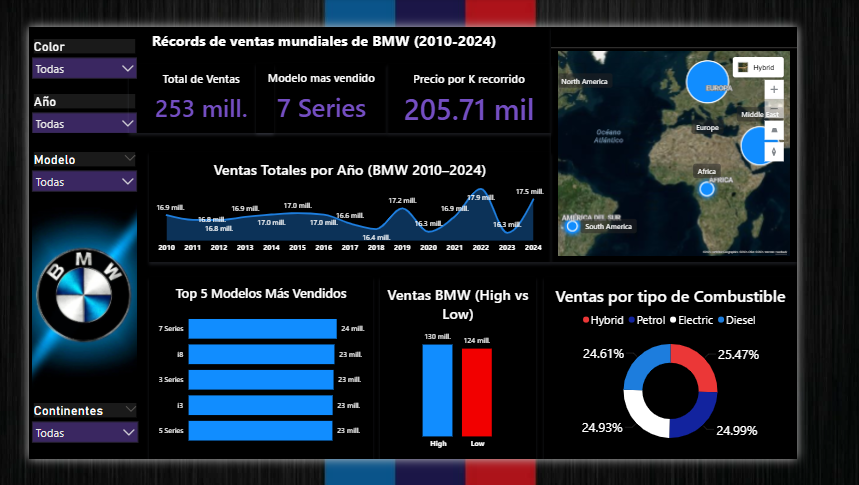 Récords de ventas mundiales de BMW (2010-2024)
Color
Todas
Año
Todas
Modelo
Todas
Total de Ventas
253 mill.
Modelo mas vendido
7 Series
Precio por K recorrido
205.71 mil
Hybrid
North America
EUROPA
Middle East
Europe
Océano
Atlántico
Africa
ÁFRICA
AMÉRICA DEL SUR
South America
Ventas Totales por Año (BMW 2010–2024)
16.9 mill.
16.8 mill.
16.8 mill.
16.9 mill.
17.0 mill.
17.0 mill.
17.0 mill.
16.6 mill.
16.4 mill.
17.2 mill.
16.3 mill.
16.9 mill.
17.9 mill.
16.3 mill.
17.5 mill.
2010 2011 2012 2013 2014 2015 2016 2017 2018 2019 2020 2021 2022 2023 2024
BMW
Continentes
Todas
Top 5 Modelos Más Vendidos
7 Series 24 mill.
i8 23 mill.
3 Series 23 mill.
i3 23 mill.
5 Series 23 mill.
Ventas BMW (High vs
Low)
130 mill.
124 mill.
High Low
Ventas por tipo de Combustible
Hybrid Petrol Electric Diesel
24.61% 25.47%
24.93% 24.99%